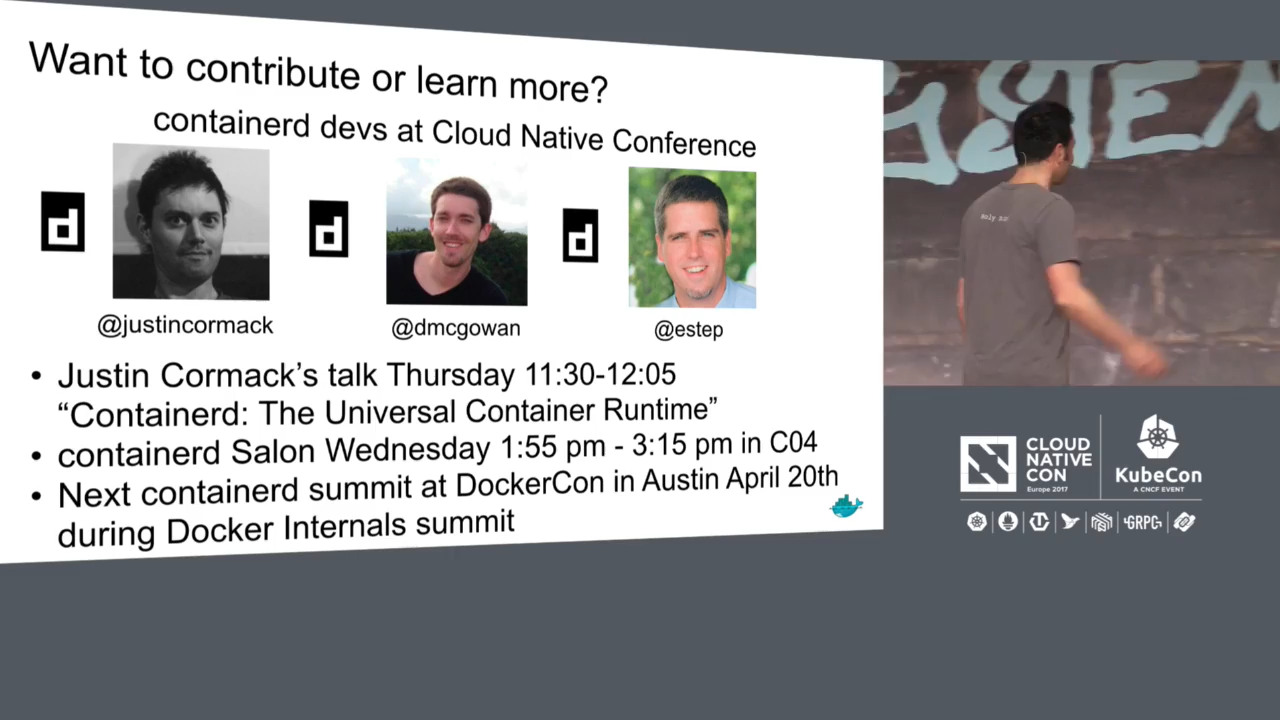 Want to contribute or learn more?
containerd devs at Cloud Native Conference
@justincormack
@dmcgowan
@estep
• Justin Cormack's talk Thursday 11:30-12:05
“Containerd: The Universal Container Runtime”
• containerd Salon Wednesday 1:55 pm - 3:15 pm in C04
• Next containerd summit at DockerCon in Austin April 20th
during Docker Internals summit
CLOUD
NATIVE
CON
Europe 2017
KubeCon
A CNCF EVENT
GRPC